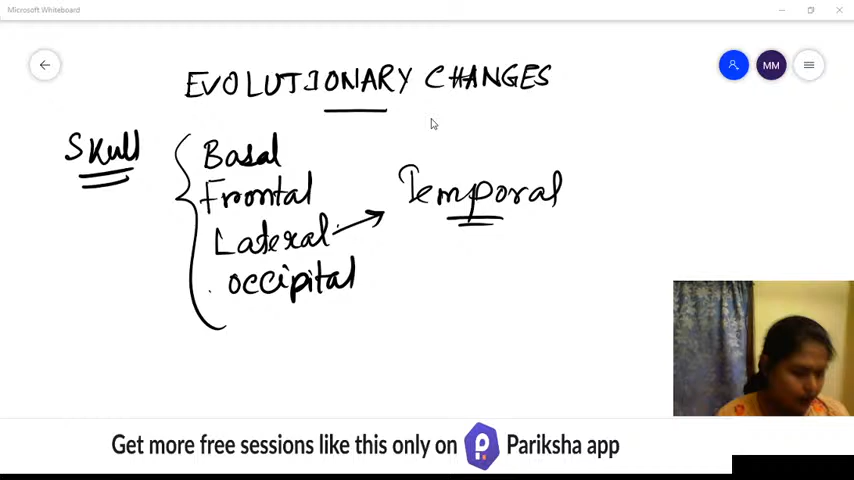 Microsoft Whiteboard
EVOLUTIONARY CHANGES
MM
Skull
Basal
Frontal
Lateral → Temporal
occipital
Get more free sessions like this only on Pariksha app